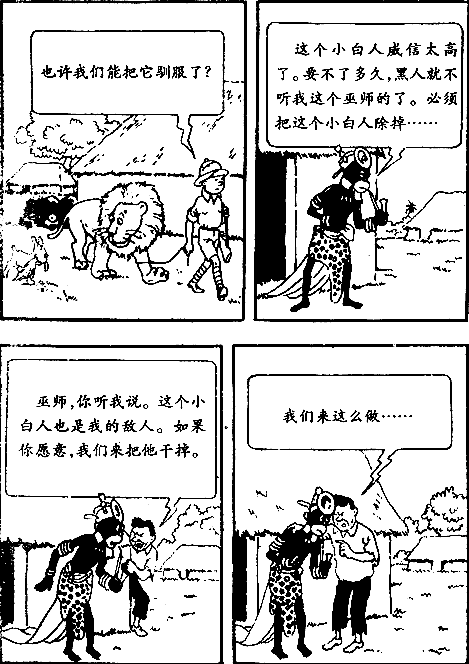 也许我们能把它驯服了?
这个小白人威信太高
了。要不了多久,黑人就不
听我这个巫师的了。必须
把这个小白人除掉……
巫师,你听我说。这个小
白人也是我的敌人。如果
你愿意,我们来把他干掉。
我们来这么做……